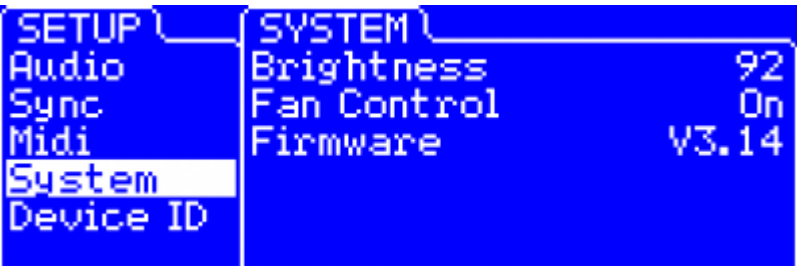 SETUP SYSTEM
Audio Brightness 92
Sync Fan Control On
Midi Firmware V3.14
System
Device ID